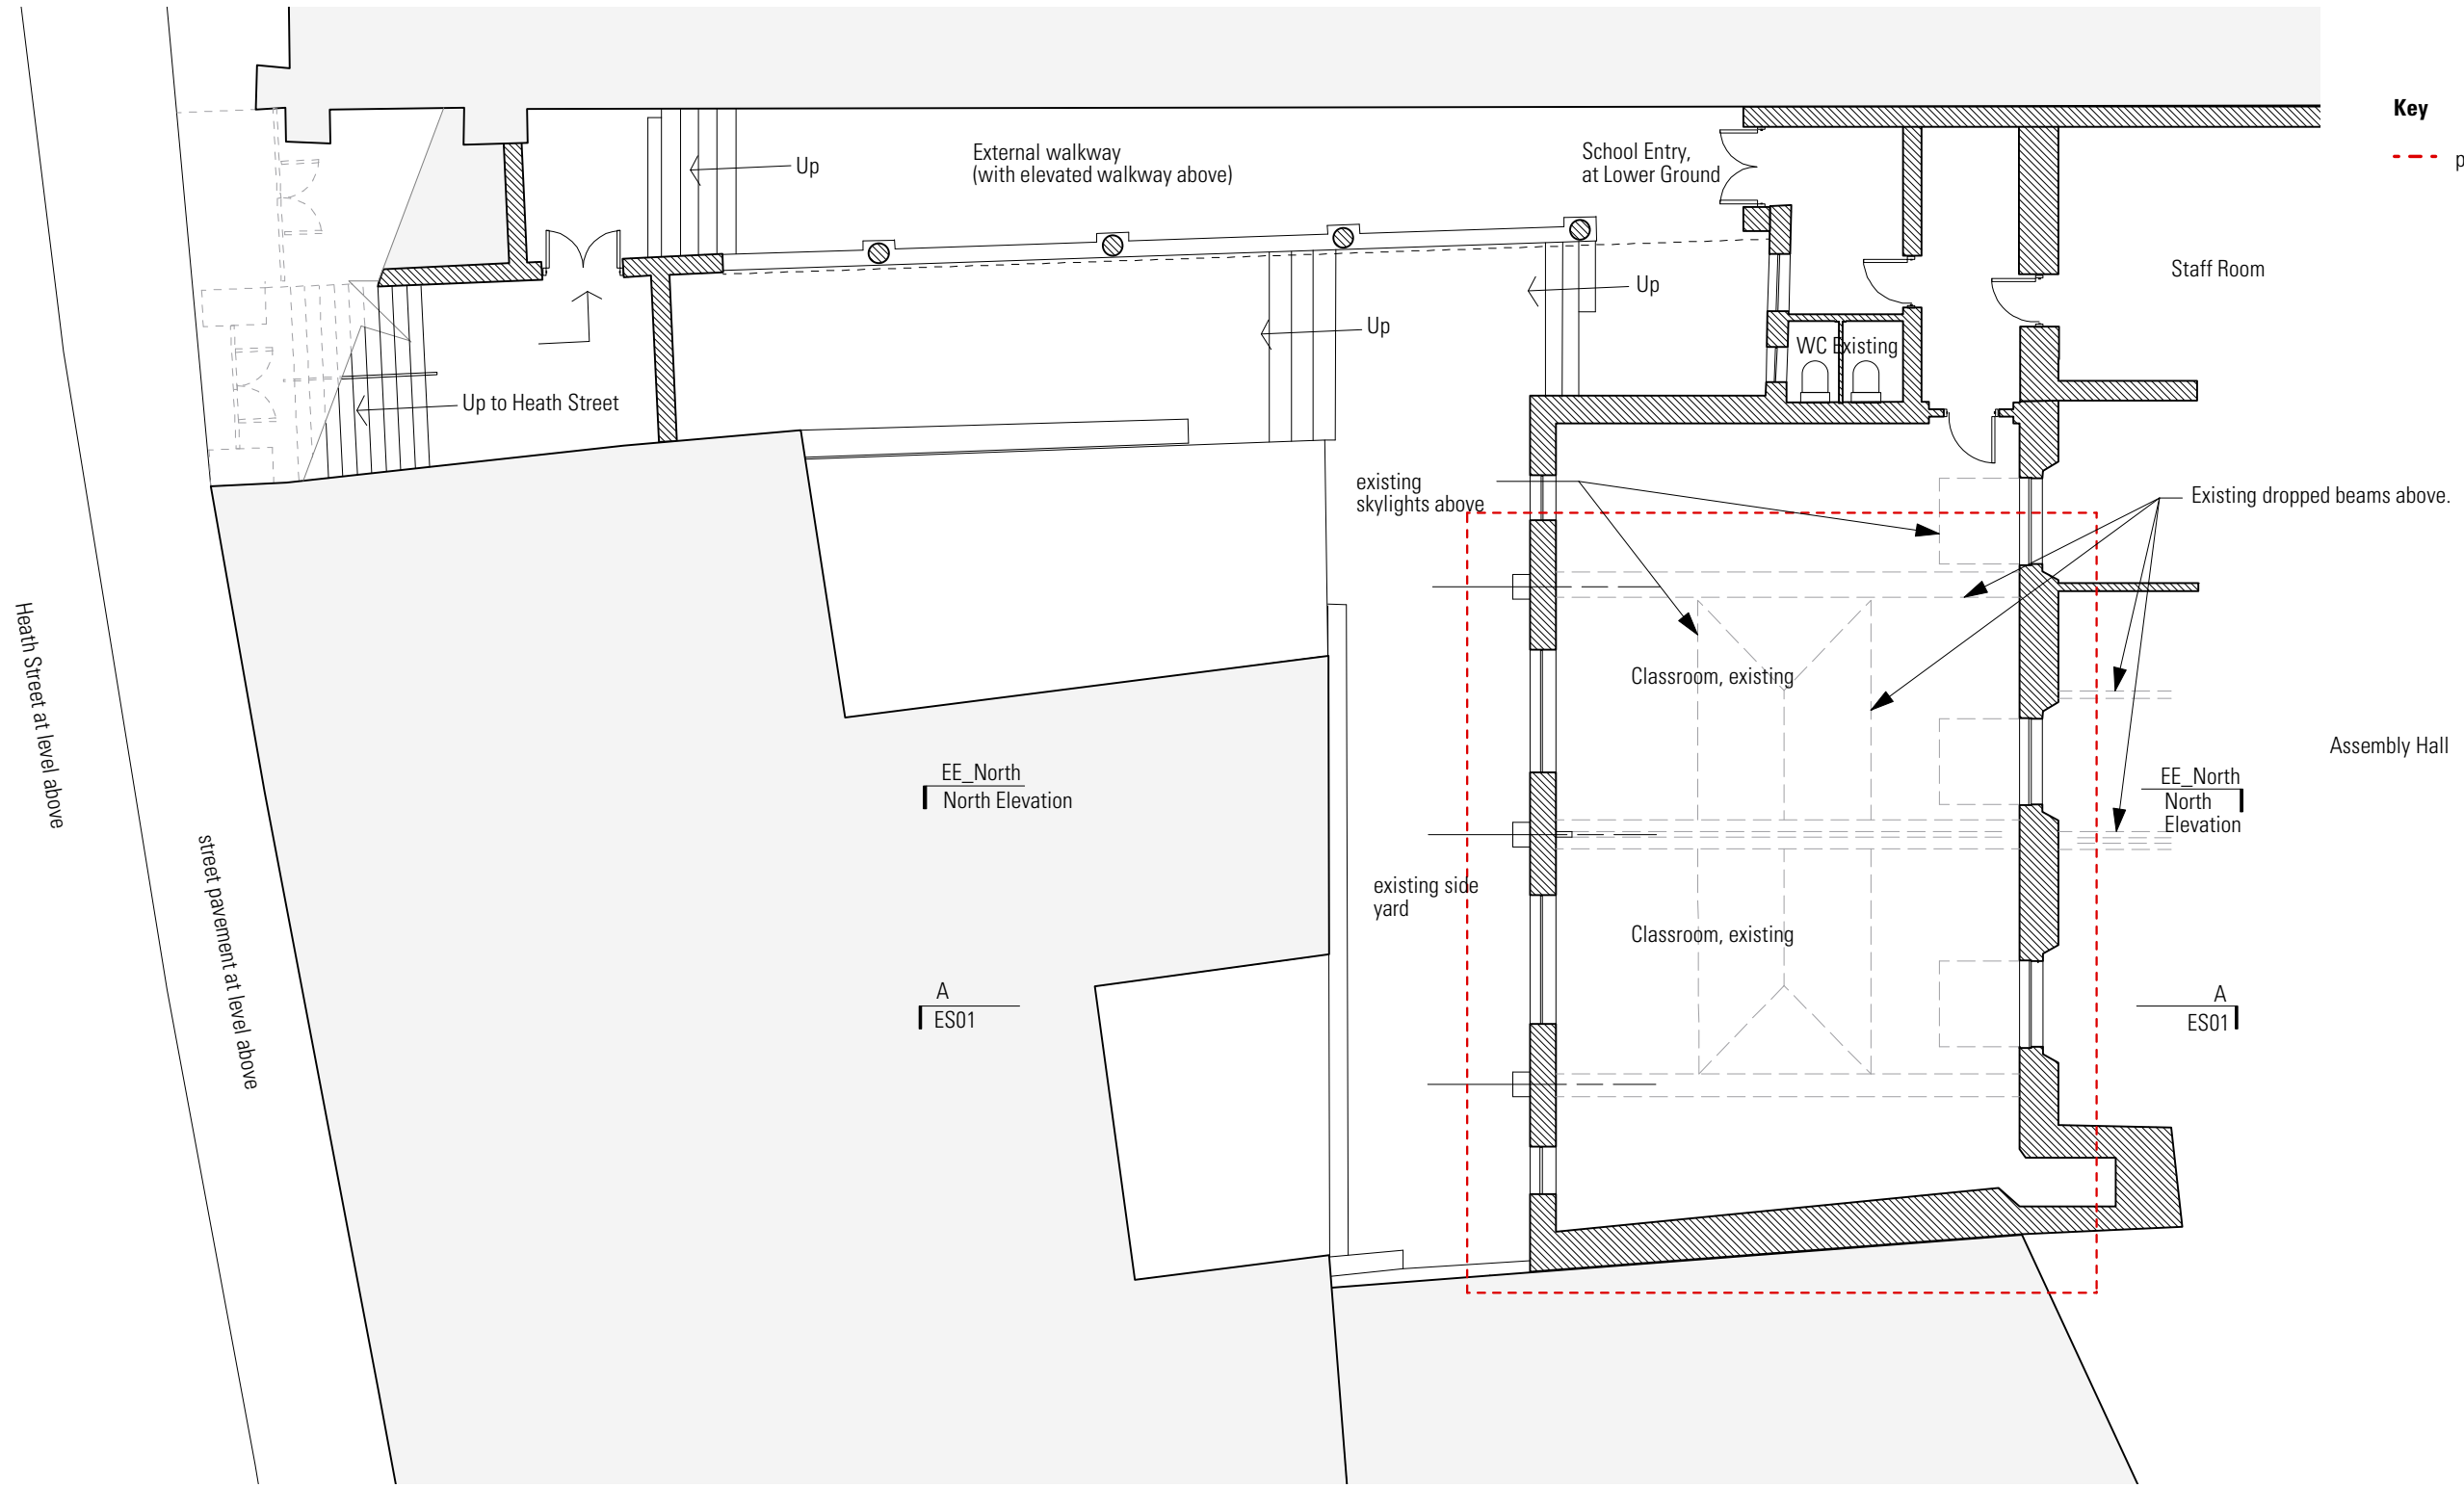 Key
p
External walkway
(with elevated walkway above)
School Entry,
at Lower Ground
Up
Staff Room
Up
Up
WC Existing
Up to Heath Street
existing
skylights above
Existing dropped beams above.
Heath Street at level above
Classroom, existing
Assembly Hall
EE_North
North Elevation
EE_North
North
Elevation
street pavement at level above
existing side
yard
Classroom, existing
A
ES01
A
ES01